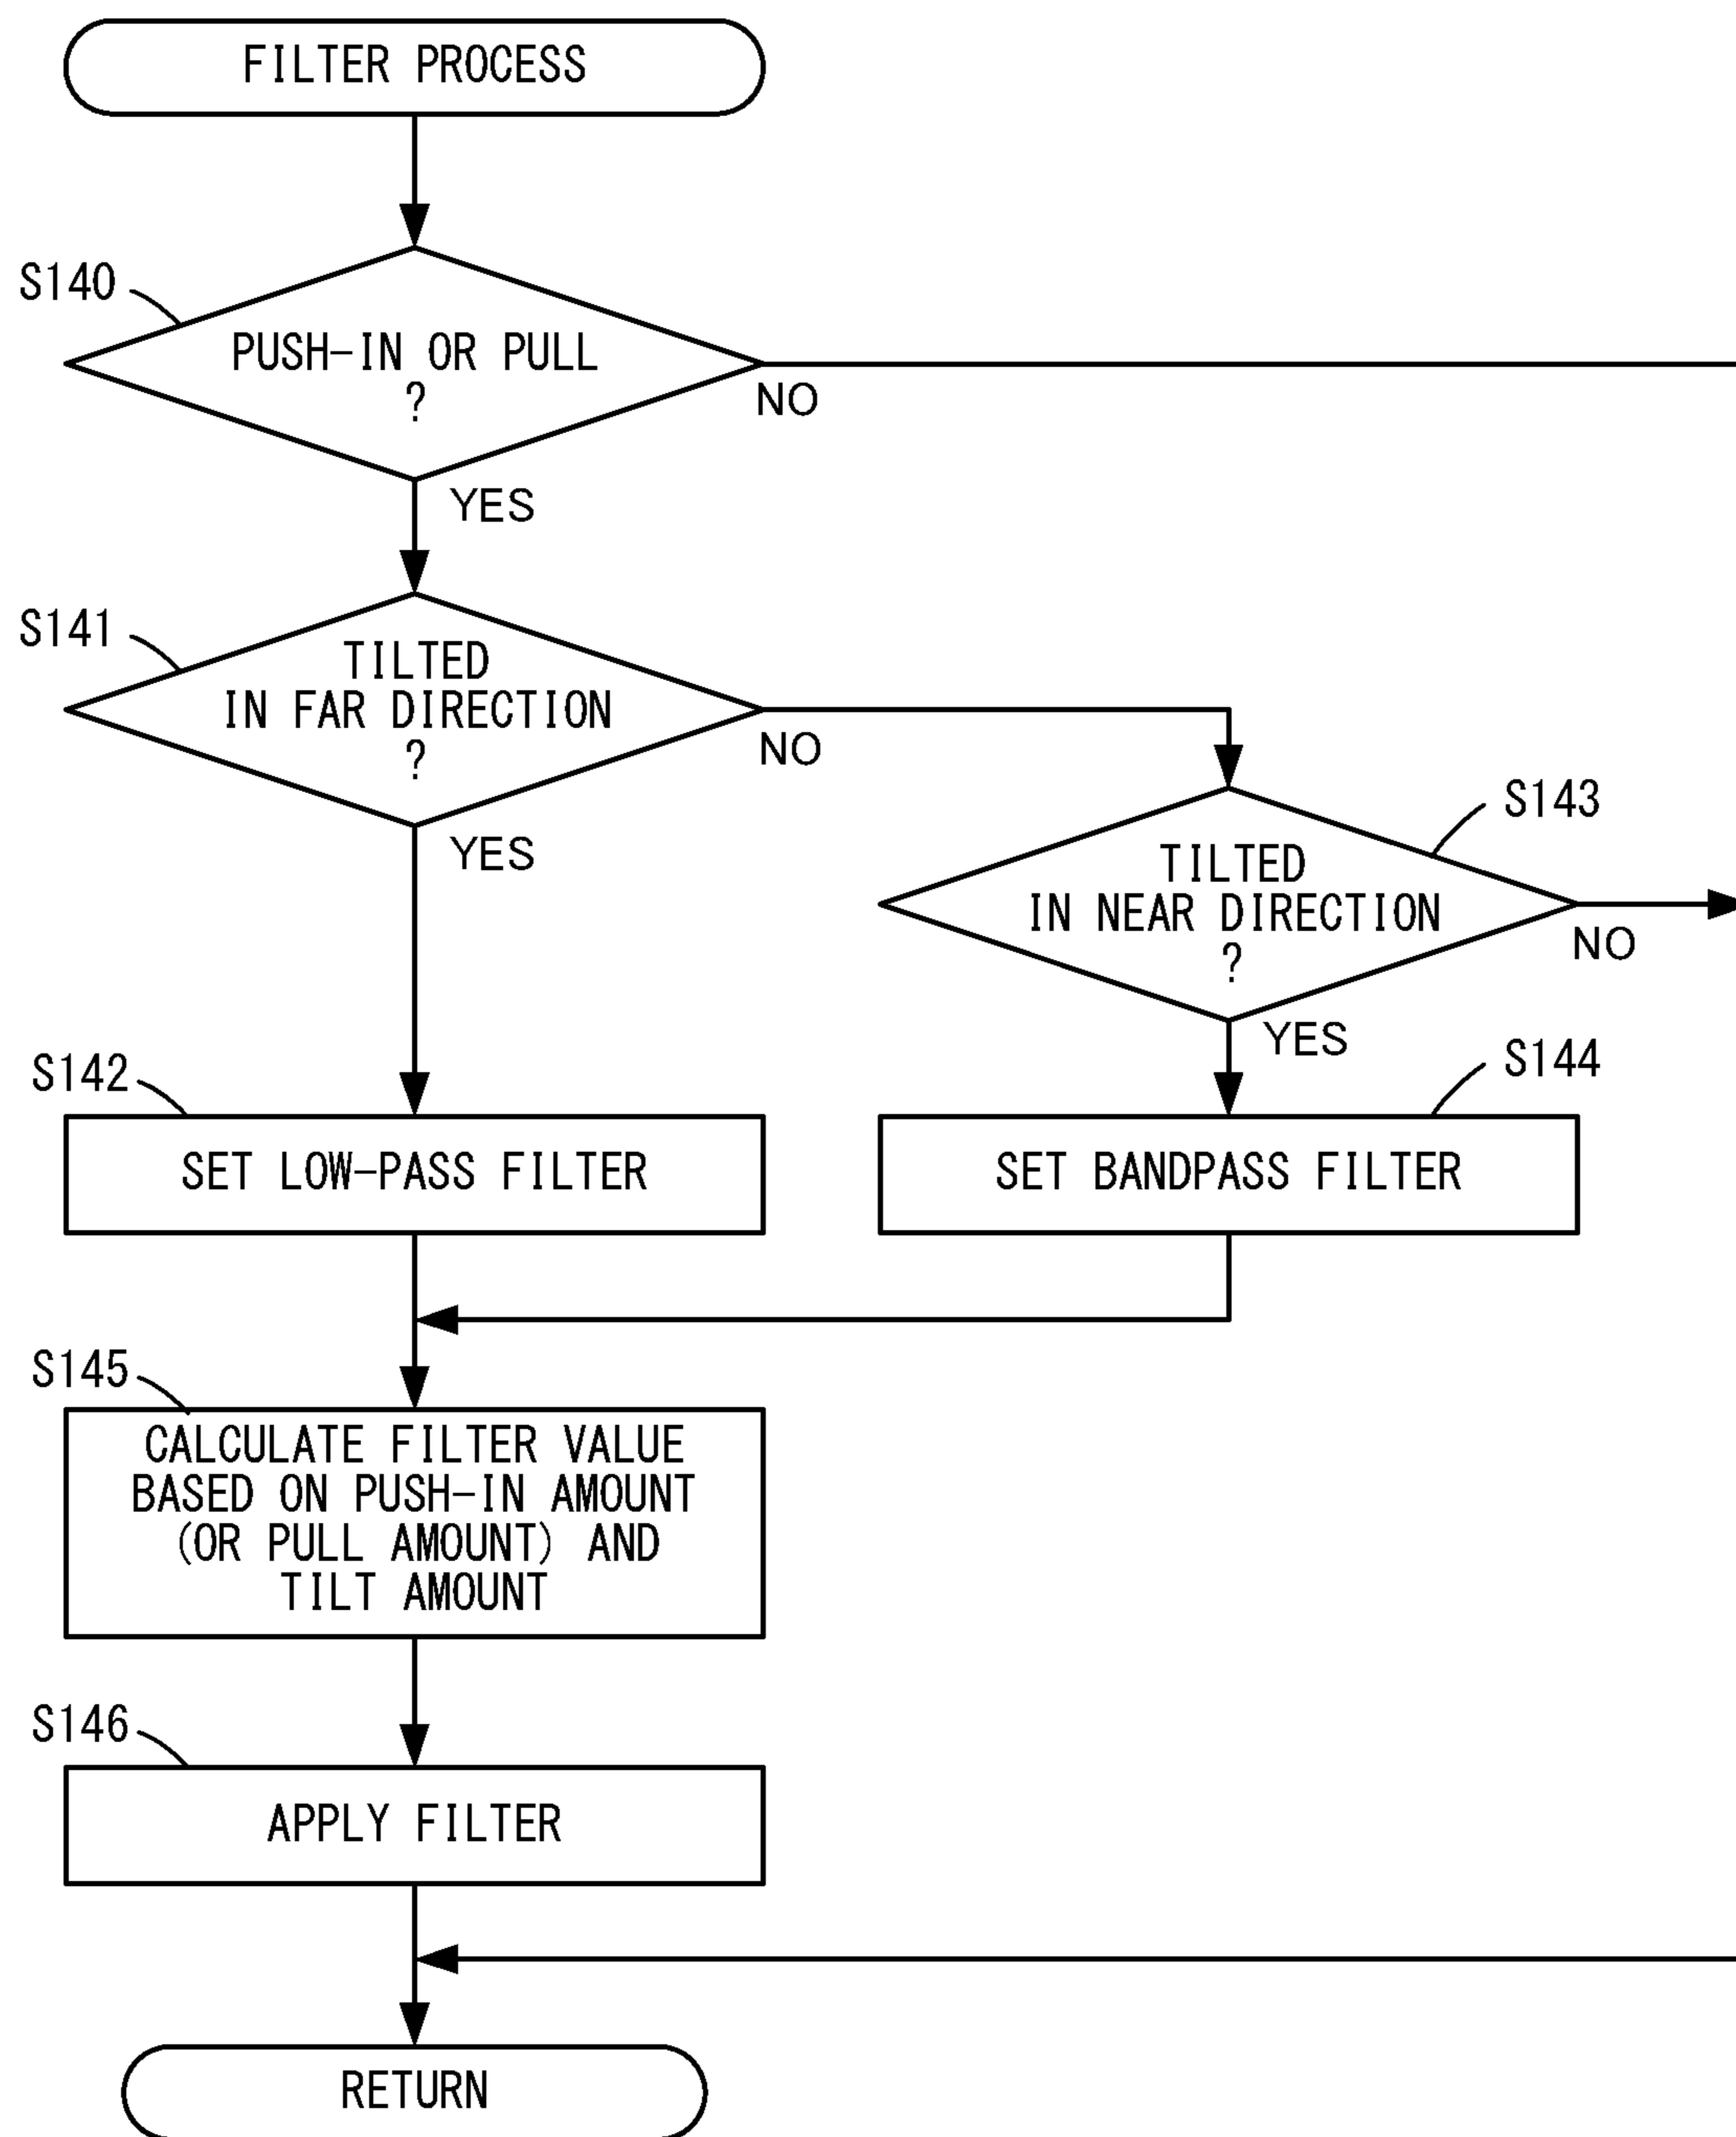 FILTER PROCESS
S140
PUSH-IN OR PULL
?
NO
YES
S141
TILTED
IN FAR DIRECTION
?
NO
YES
S143
TILTED
IN NEAR DIRECTION
?
NO
YES
S142
SET LOW-PASS FILTER
S144
SET BANDPASS FILTER
S145
CALCULATE FILTER VALUE
BASED ON PUSH-IN AMOUNT
(OR PULL AMOUNT) AND
TILT AMOUNT
S146
APPLY FILTER
RETURN